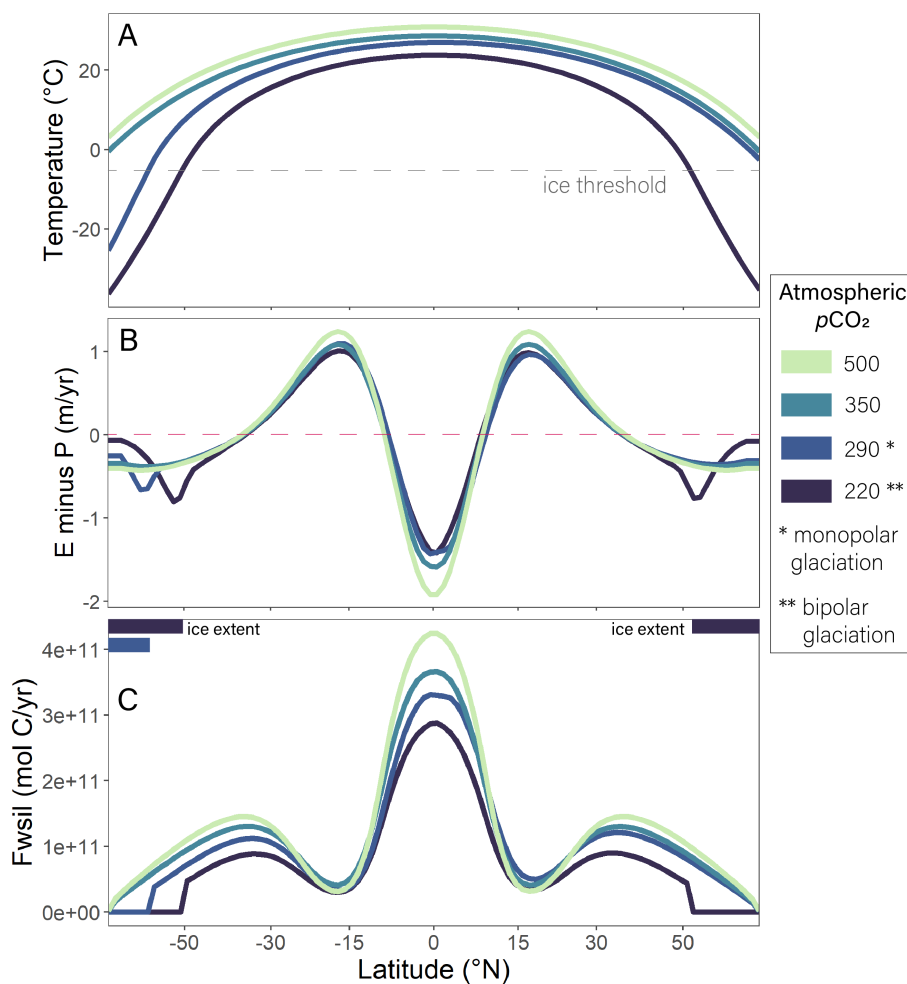 A
Temperature (°C)
20
0
-20
ice threshold
B
E minus P (m/yr)
1
0
-1
-2
Atmospheric
pCO₂
500
350
290 *
220 **
* monopolar
glaciation
** bipolar
glaciation
ice extent
ice extent
C
Fwsil (mol C/yr)
4e+11
3e+11
2e+11
1e+11
0e+00
-50 -30 -15 0 15 30 50
Latitude (°N)